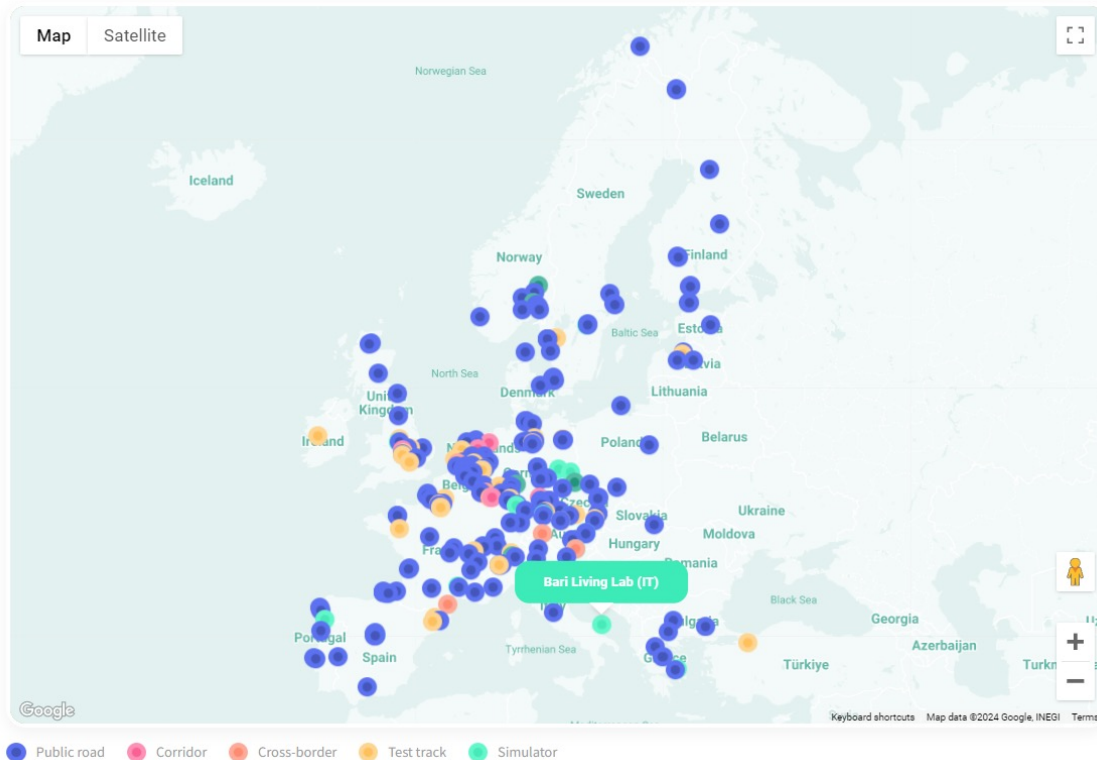 Map Satellite
Norwegian Sea
Iceland
Sweden
Norway
Finland
Baltic Sea
North Sea
Denmark
Lithuania
Ireland
Poland
Belarus
Slovakia
Ukraine
Moldova
Hungary
Bari Living Lab (IT)
Black Sea
Georgia
Azerbaijan
Spain
Tyrrhenian Sea
Türkiye
Google
Keyboard shortcuts Map data ©2024 Google, INEGI Terms
Public road Corridor Cross-border Test track Simulator